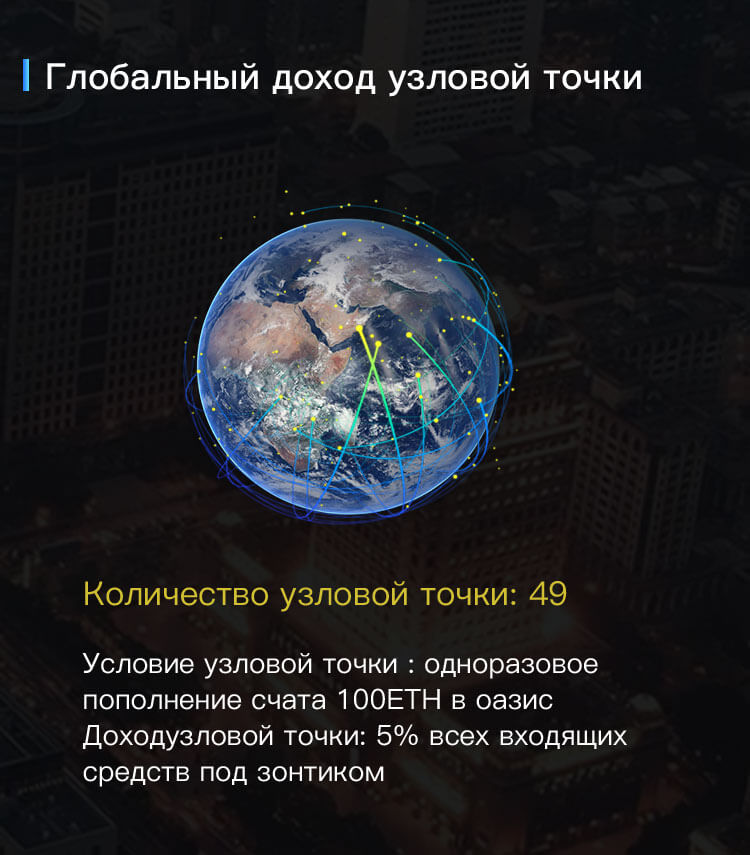 Глобальный доход узловой точки
Количество узловой точки: 49
Условие узловой точки : одноразовое
пополнение счата 100ETH в оазис
Доходузловой точки: 5% всех входящих
средств под зонтиком